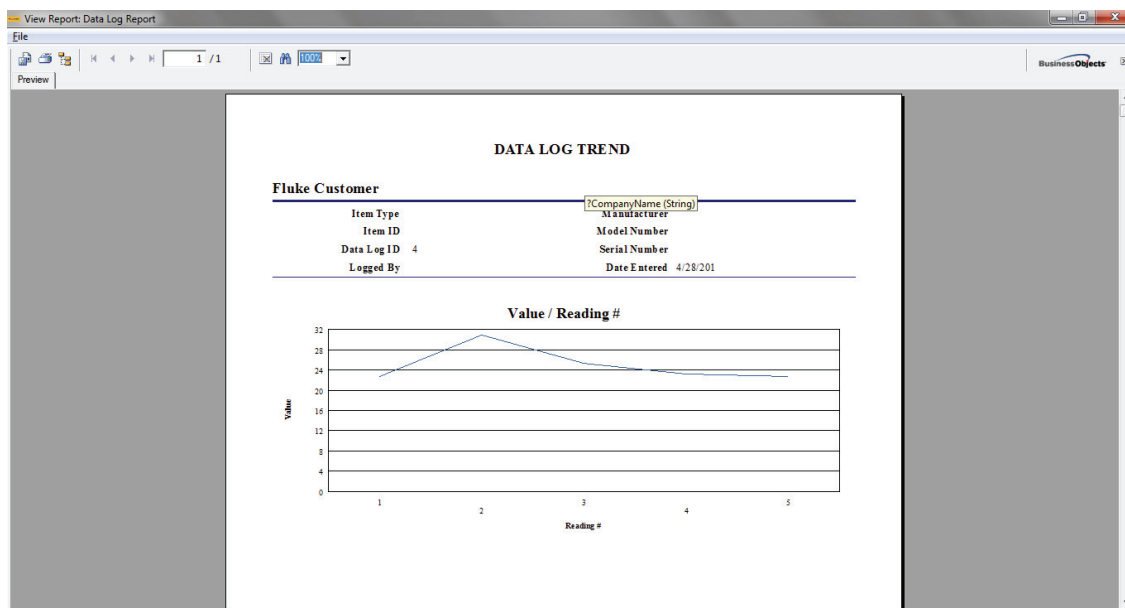 View Report: Data Log Report
File
1 /1
100%
BusinessObjects
Preview
DATA LOG TREND
Fluke Customer
?CompanyName (String)
Item Type Manufacturer
Item ID Model Number
Data Log ID 4 Serial Number
Logged By Date Entered 4/28/201
Value / Reading #
32
28
24
20
16
12
8
4
0
Value
1 2 3 4 5
Reading #